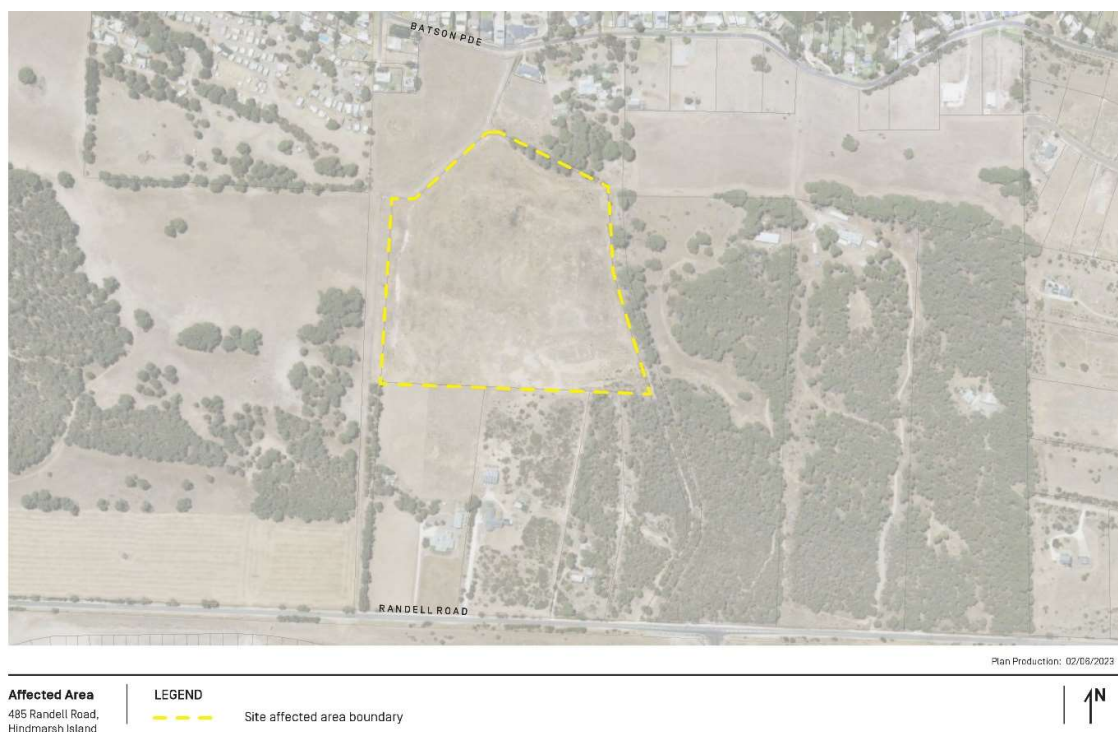 BATSON PDE
RANDELL ROAD
Plan Production: 02/06/2023
Affected Area
485 Randell Road,
Hindmarsh Island
LEGEND
Site affected area boundary
N